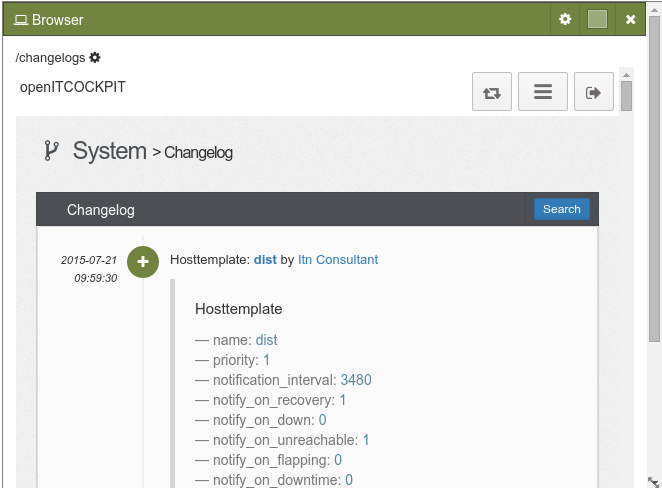 Browser
/changelogs
openITCOCKPIT
System > Changelog
Changelog
Search
2015-07-21
09:59:30
Hosttemplate: dist by Itn Consultant
Hosttemplate
— name: dist
— priority: 1
— notification_interval: 3480
— notify_on_recovery: 1
— notify_on_down: 0
— notify_on_unreachable: 1
— notify_on_flapping: 0
— notify_on_downtime: 0